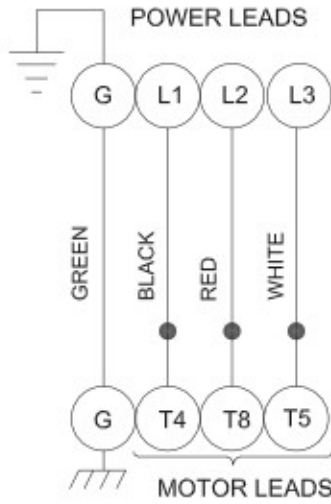 POWER LEADS
G L1 L2 L3
GREEN
BLACK
RED
WHITE
G T4 T8 T5
MOTOR LEADS